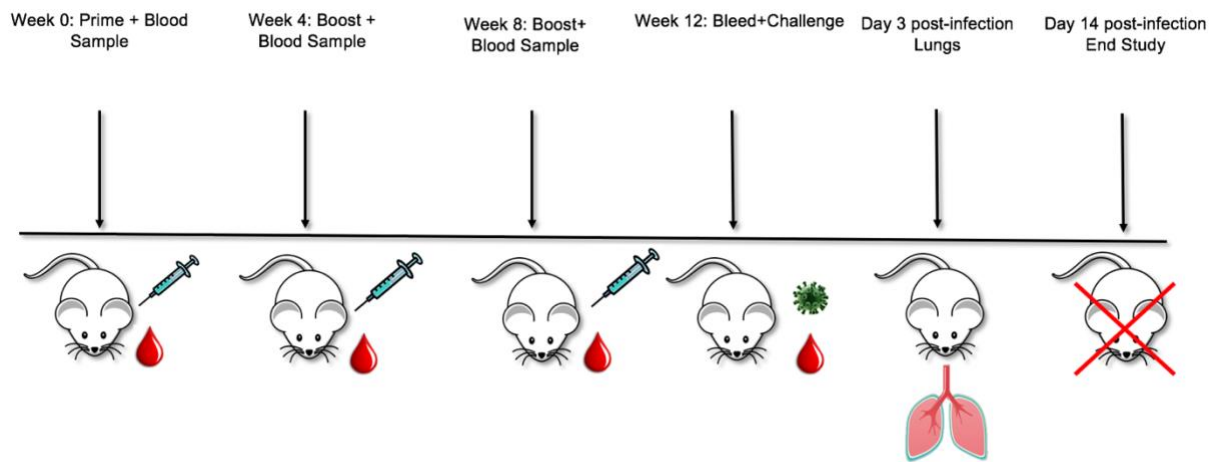 Week 0: Prime + Blood
Sample
Week 4: Boost +
Blood Sample
Week 8: Boost+
Blood Sample
Week 12: Bleed+Challenge
Day 3 post-infection
Lungs
Day 14 post-infection
End Study